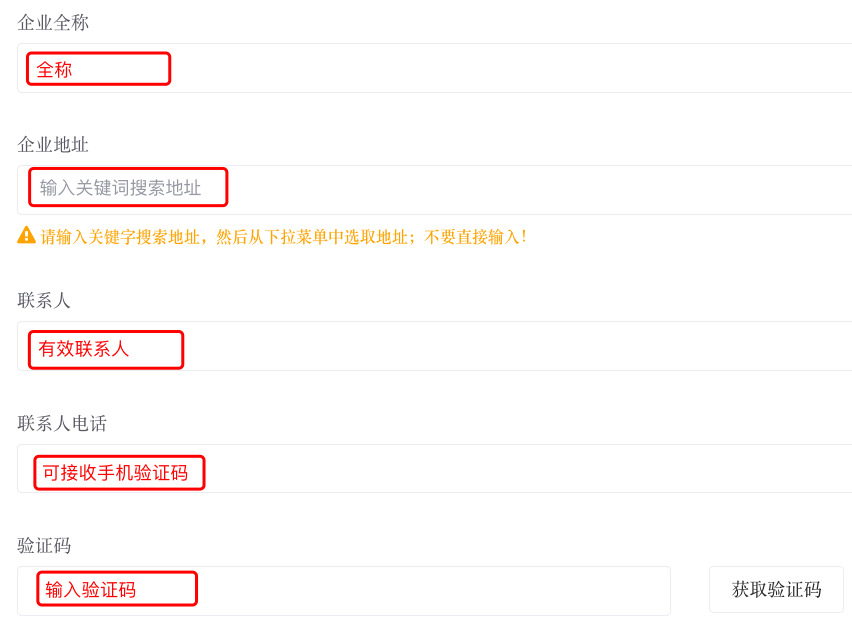 企业全称
全称
企业地址
输入关键词搜索地址
请输入关键字搜索地址，然后从下拉菜单中选取地址；不要直接输入！
联系人
有效联系人
联系人电话
可接收手机验证码
验证码
输入验证码 获取验证码